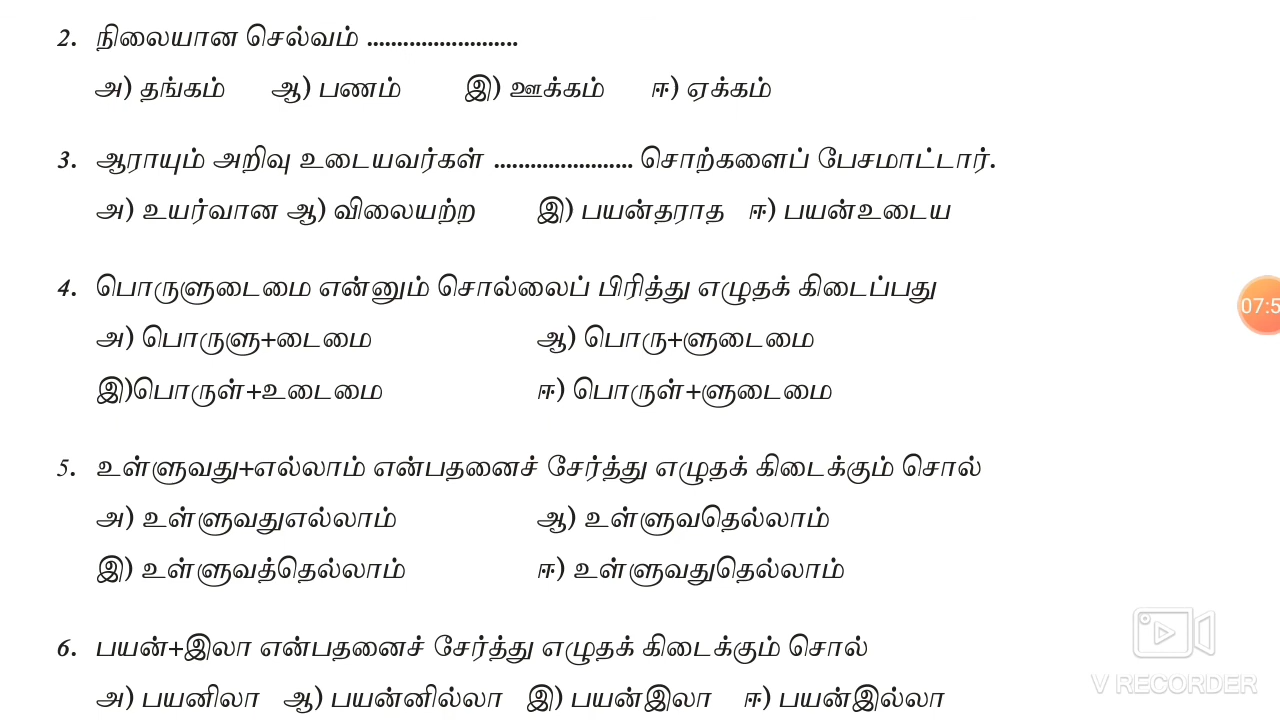 2. நிலையான செல்வம் .........................
அ) தங்கம் ஆ) பணம் இ) ஊக்கம் ஈ) ஏக்கம்
3. ஆராயும் அறிவு உடையவர்கள் ....................... சொற்களைப் பேசமாட்டார்.
அ) உயர்வான ஆ) விலையற்ற இ) பயன்தராத ஈ) பயன்உடைய
4. பொருளுடைமை என்னும் சொல்லைப் பிரித்து எழுதக் கிடைப்பது
அ) பொருளு+டைமை ஆ) பொரு+ளுடைமை
இ)பொருள்+உடைமை ஈ) பொருள்+ளுடைமை
5. உள்ளுவது+எல்லாம் என்பதனைச் சேர்த்து எழுதக் கிடைக்கும் சொல்
அ) உள்ளுவதுஎல்லாம் ஆ) உள்ளுவதெல்லாம்
இ) உள்ளுவத்தெல்லாம் ஈ) உள்ளுவதுதெல்லாம்
6. பயன்+இலா என்பதனைச் சேர்த்து எழுதக் கிடைக்கும் சொல்
அ) பயனிலா ஆ) பயன்னில்லா இ) பயன்இலா ஈ) பயன்இல்லா
07:5
V RECORDER